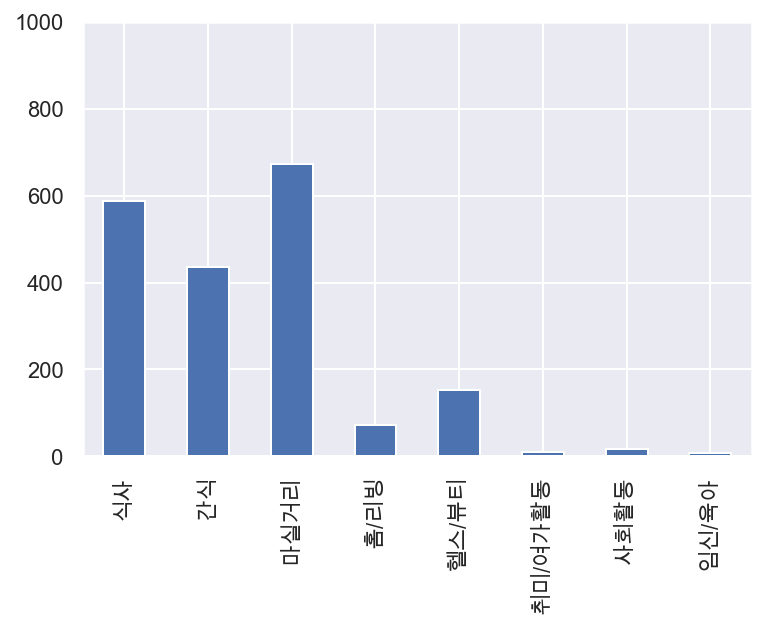 1000
800
600
400
200
0
식사
간식
마실거리
홈/리빙
헬스/뷰티
취미/여가활동
사회활동
임신/육아